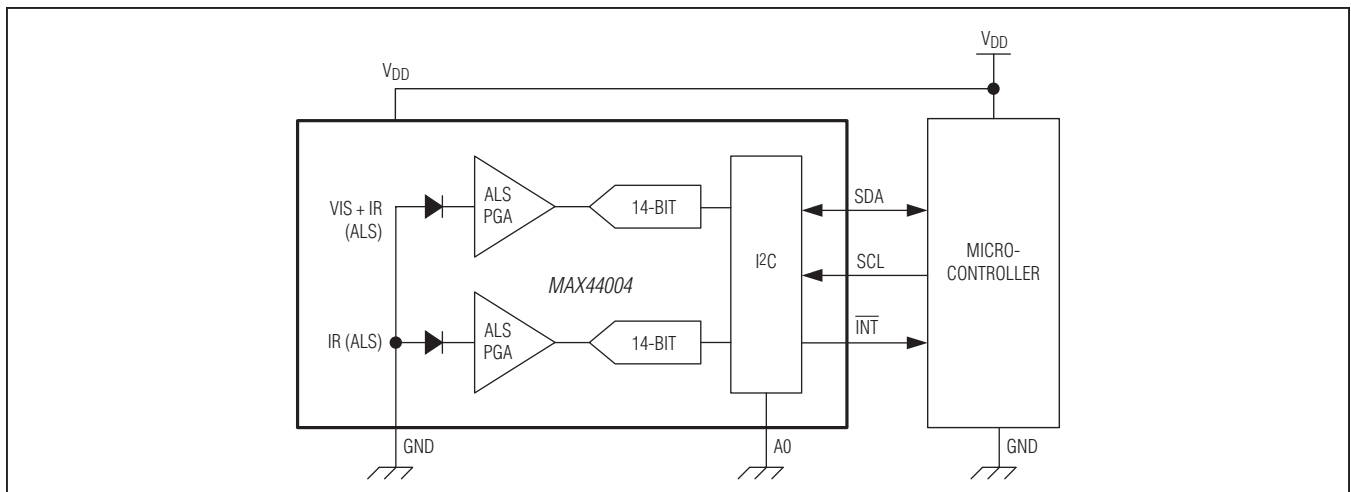 VDD
VDD
VIS + IR
(ALS)
ALS
PGA
14-BIT
I2C
SDA
SCL
INT
MICRO-
CONTROLLER
MAX44004
IR (ALS)
ALS
PGA
14-BIT
GND
A0
GND